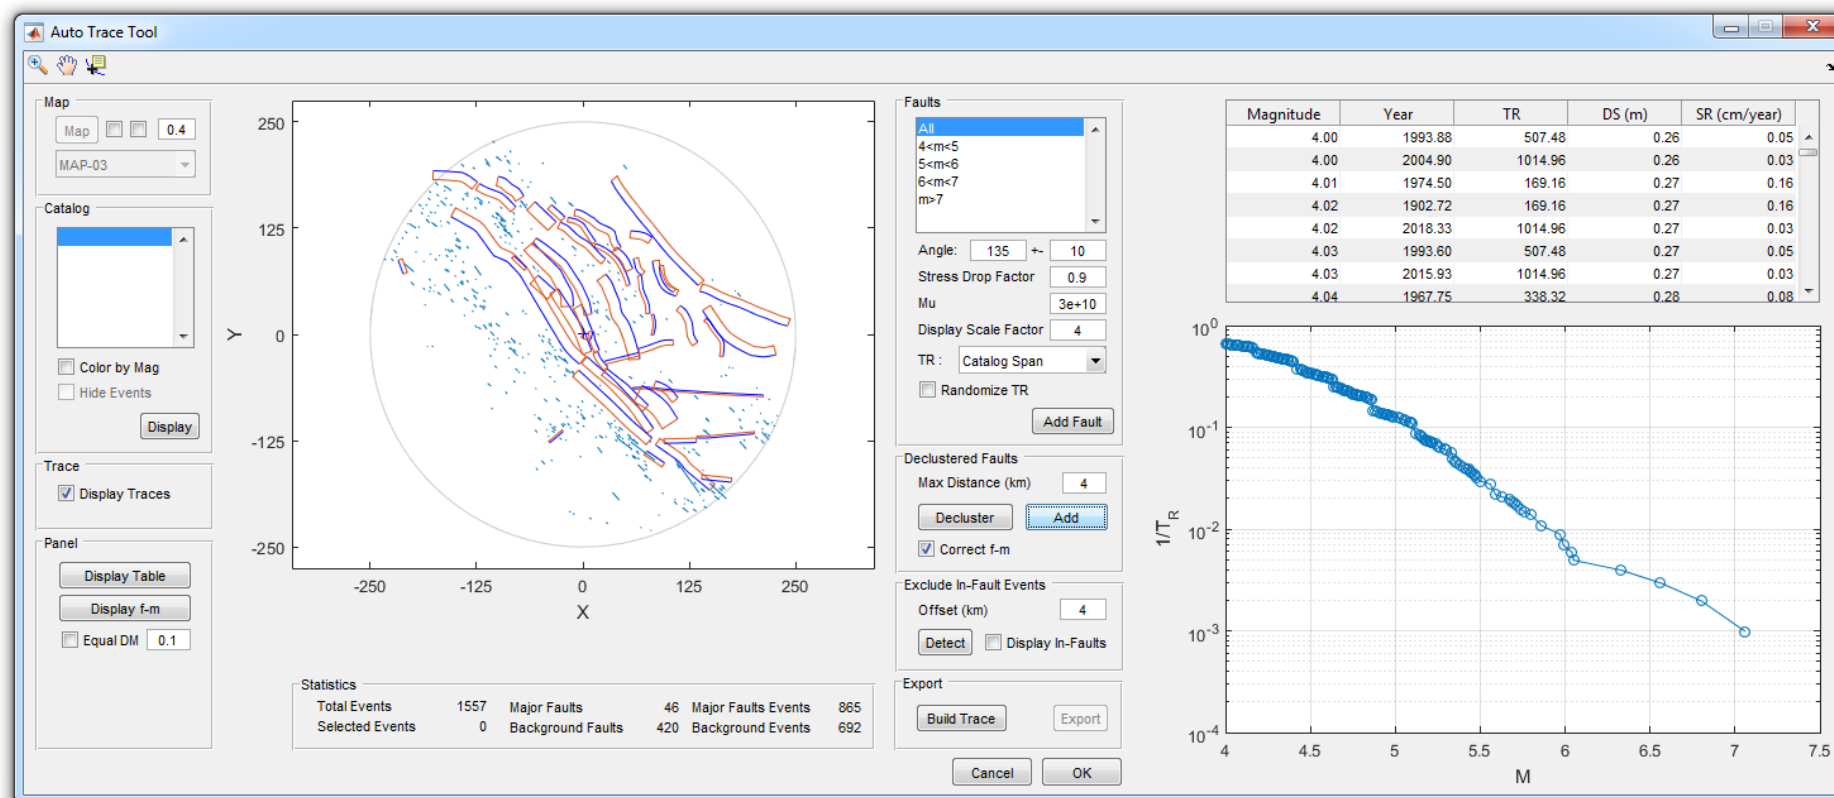 Auto Trace Tool
Map
Map 0.4
MAP-03
Catalog
Color by Mag
Hide Events
Display
Trace
Display Traces
Panel
Display Table
Display f-m
Equal DM 0.1
250
125
0
-125
-250
Y
-250 -125 0 125 250
X
Statistics
Total Events 1557 Major Faults 46 Major Faults Events 865
Selected Events 0 Background Faults 420 Background Events 692
Faults
All
4<m<5
5<m<6
6<m<7
m>7
Angle: 135 +- 10
Stress Drop Factor 0.9
Mu 3e+10
Display Scale Factor 4
TR : Catalog Span
Randomize TR
Add Fault
Declustered Faults
Max Distance (km) 4
Decluster Add
Correct f-m
Exclude In-Fault Events
Offset (km) 4
Detect Display In-Faults
Export
Build Trace Export
Cancel OK
Magnitude Year TR DS (m) SR (cm/year)
4.00 1993.88 507.48 0.26 0.05
4.00 2004.90 1014.96 0.26 0.03
4.01 1974.50 169.16 0.27 0.16
4.02 1902.72 169.16 0.27 0.16
4.02 2018.33 1014.96 0.27 0.03
4.03 1993.60 507.48 0.27 0.05
4.03 2015.93 1014.96 0.27 0.03
4.04 1967.75 338.32 0.28 0.08
10^0
10^-1
10^-2
10^-3
10^-4
1/T_R
4 4.5 5 5.5 6 6.5 7 7.5
M